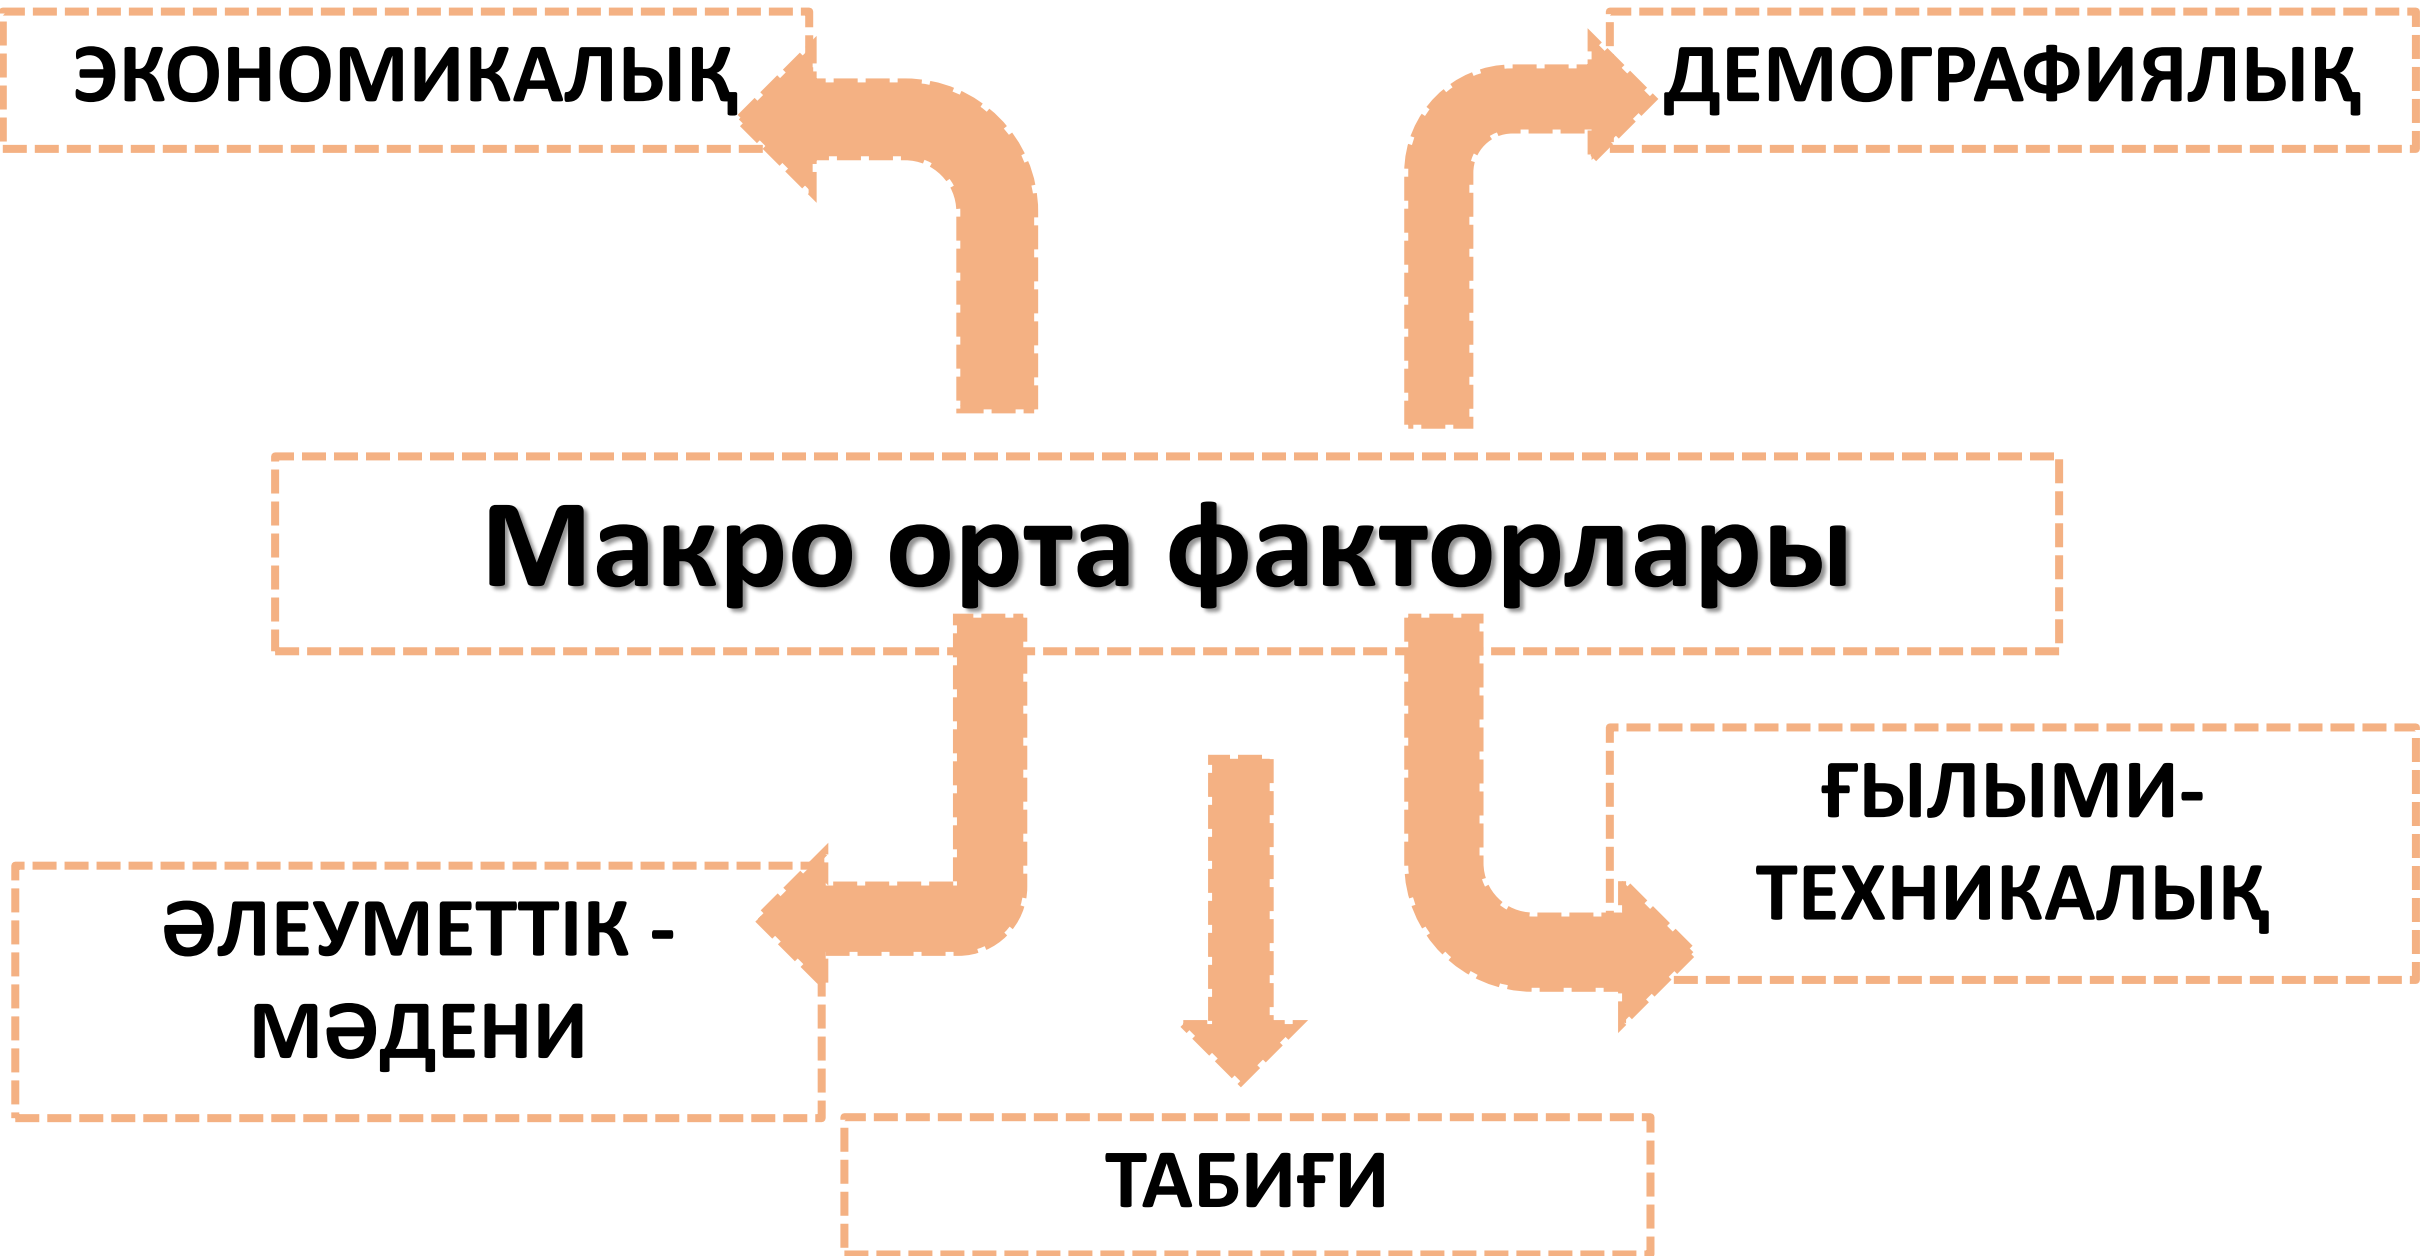 ЭКОНОМИКАЛЫҚ
ДЕМОГРАФИЯЛЫҚ
Макро орта факторлары
ҒЫЛЫМИ-
ТЕХНИКАЛЫҚ
ӘЛЕУМЕТТІК -
МӘДЕНИ
ТАБИҒИ